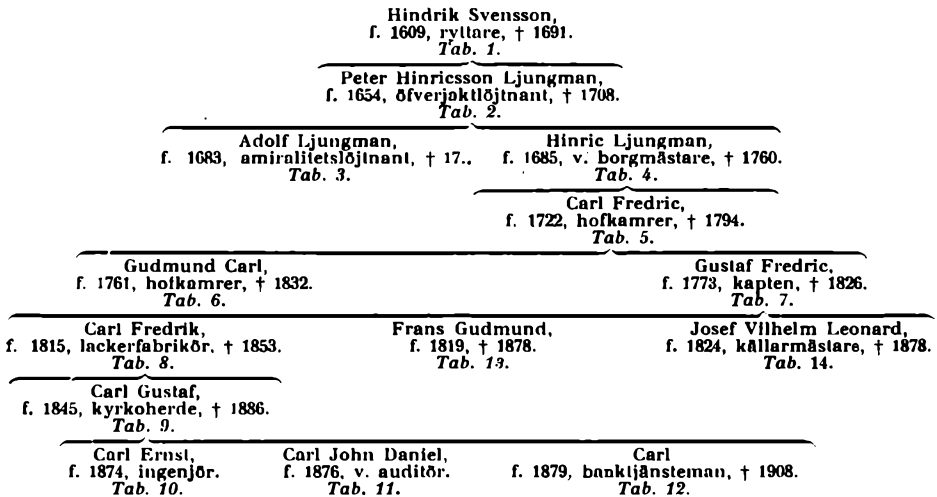 Hindrik Svensson,
f. 1609, ryttare, † 1691.
Tab. 1.
Peter Hinricsson Ljungman,
f. 1654, öfverjaktlöjtnant, † 1708.
Tab. 2.
Adolf Ljungman,
f. 1683, amiralitetslöjtnant, † 17..
Tab. 3.
Hinric Ljungman,
f. 1685, v. borgmästare, † 1760.
Tab. 4.
Carl Fredric,
f. 1722, hofkamrer, † 1794.
Tab. 5.
Gudmund Carl,
f. 1761, hofkamrer, † 1832.
Tab. 6.
Gustaf Fredric,
f. 1773, kapten, † 1826.
Tab. 7.
Carl Fredrik,
f. 1815, lackerfabrikör, † 1853.
Tab. 8.
Frans Gudmund,
f. 1819, † 1878.
Tab. 13.
Josef Vilhelm Leonard,
f. 1824, källarmästare, † 1878.
Tab. 14.
Carl Gustaf,
f. 1845, kyrkoherde, † 1886.
Tab. 9.
Carl Ernst,
f. 1874, ingenjör.
Tab. 10.
Carl John Daniel,
f. 1876, v. auditör.
Tab. 11.
Carl
f. 1879, banktjänsteman, † 1908.
Tab. 12.